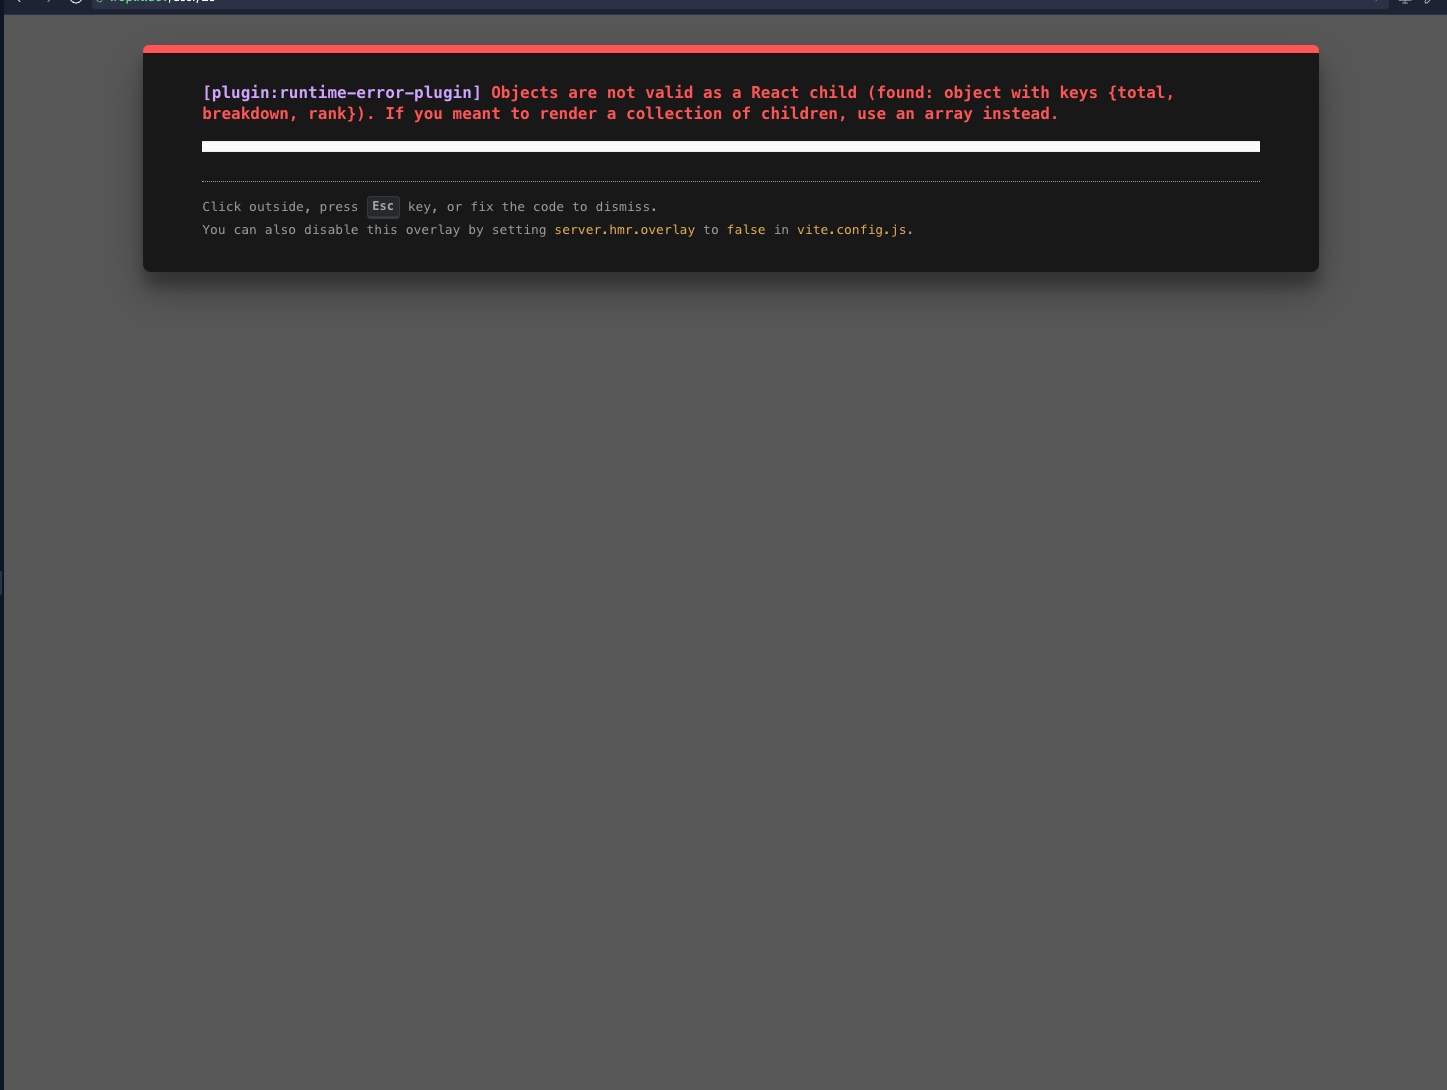 [plugin:runtime-error-plugin] Objects are not valid as a React child (found: object with keys {total,
breakdown, rank}). If you meant to render a collection of children, use an array instead.
Click outside, press Esc key, or fix the code to dismiss.
You can also disable this overlay by setting server.hmr.overlay to false in vite.config.js.